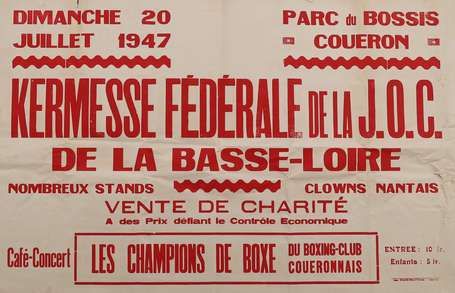 DIMANCHE 20
JUILLET 1947
PARC du BOSSIS
COUERON
KERMESSE FÉDÉRALE DE LA J.O.C.
DE LA BASSE-LOIRE
NOMBREUX STANDS
CLOWNS NANTAIS
VENTE DE CHARITÉ
A des Prix défiant le Contrôle Economique
Café-Concert
LES CHAMPIONS DE BOXE
DU BOXING-CLUB
COUERONNAIS
ENTREE : 10 fr.
Enfants : 5 fr.